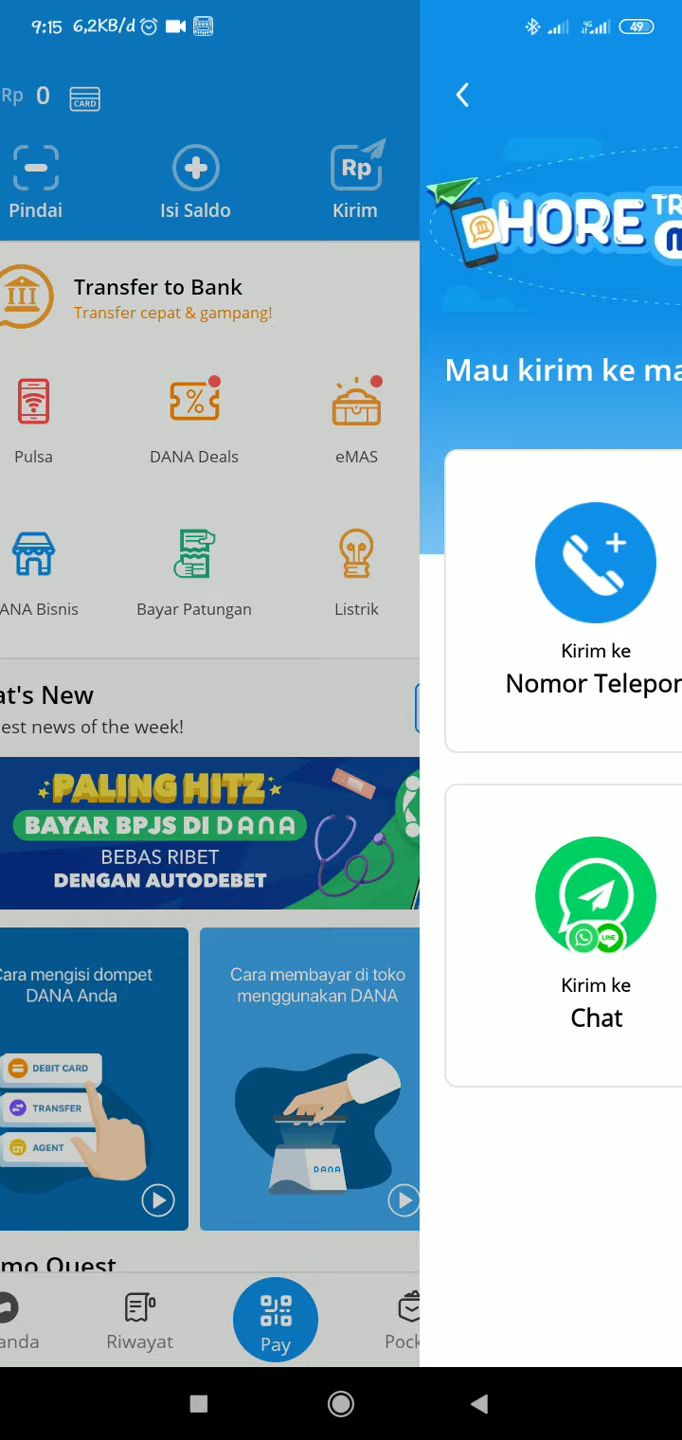 9:15 6,2KB/d
4G
49
Rp 0
CARD
Pindai
Isi Saldo
Rp
Kirim
Transfer to Bank
Transfer cepat & gampang!
Pulsa
DANA Deals
eMAS
ANA Bisnis
Bayar Patungan
Listrik
at's New
est news of the week!
PALING HITZ
BAYAR BPJS DI DANA
BEBAS RIBET
DENGAN AUTODEBET
ara mengisi dompet
DANA Anda
DEBIT CARD
TRANSFER
AGENT
Cara membayar di toko
menggunakan DANA
DANA
mo Quest
anda
Riwayat
Pay
Pock
HORE TR
M
Mau kirim ke ma
Kirim ke
Nomor Telepon
LINE
Kirim ke
Chat